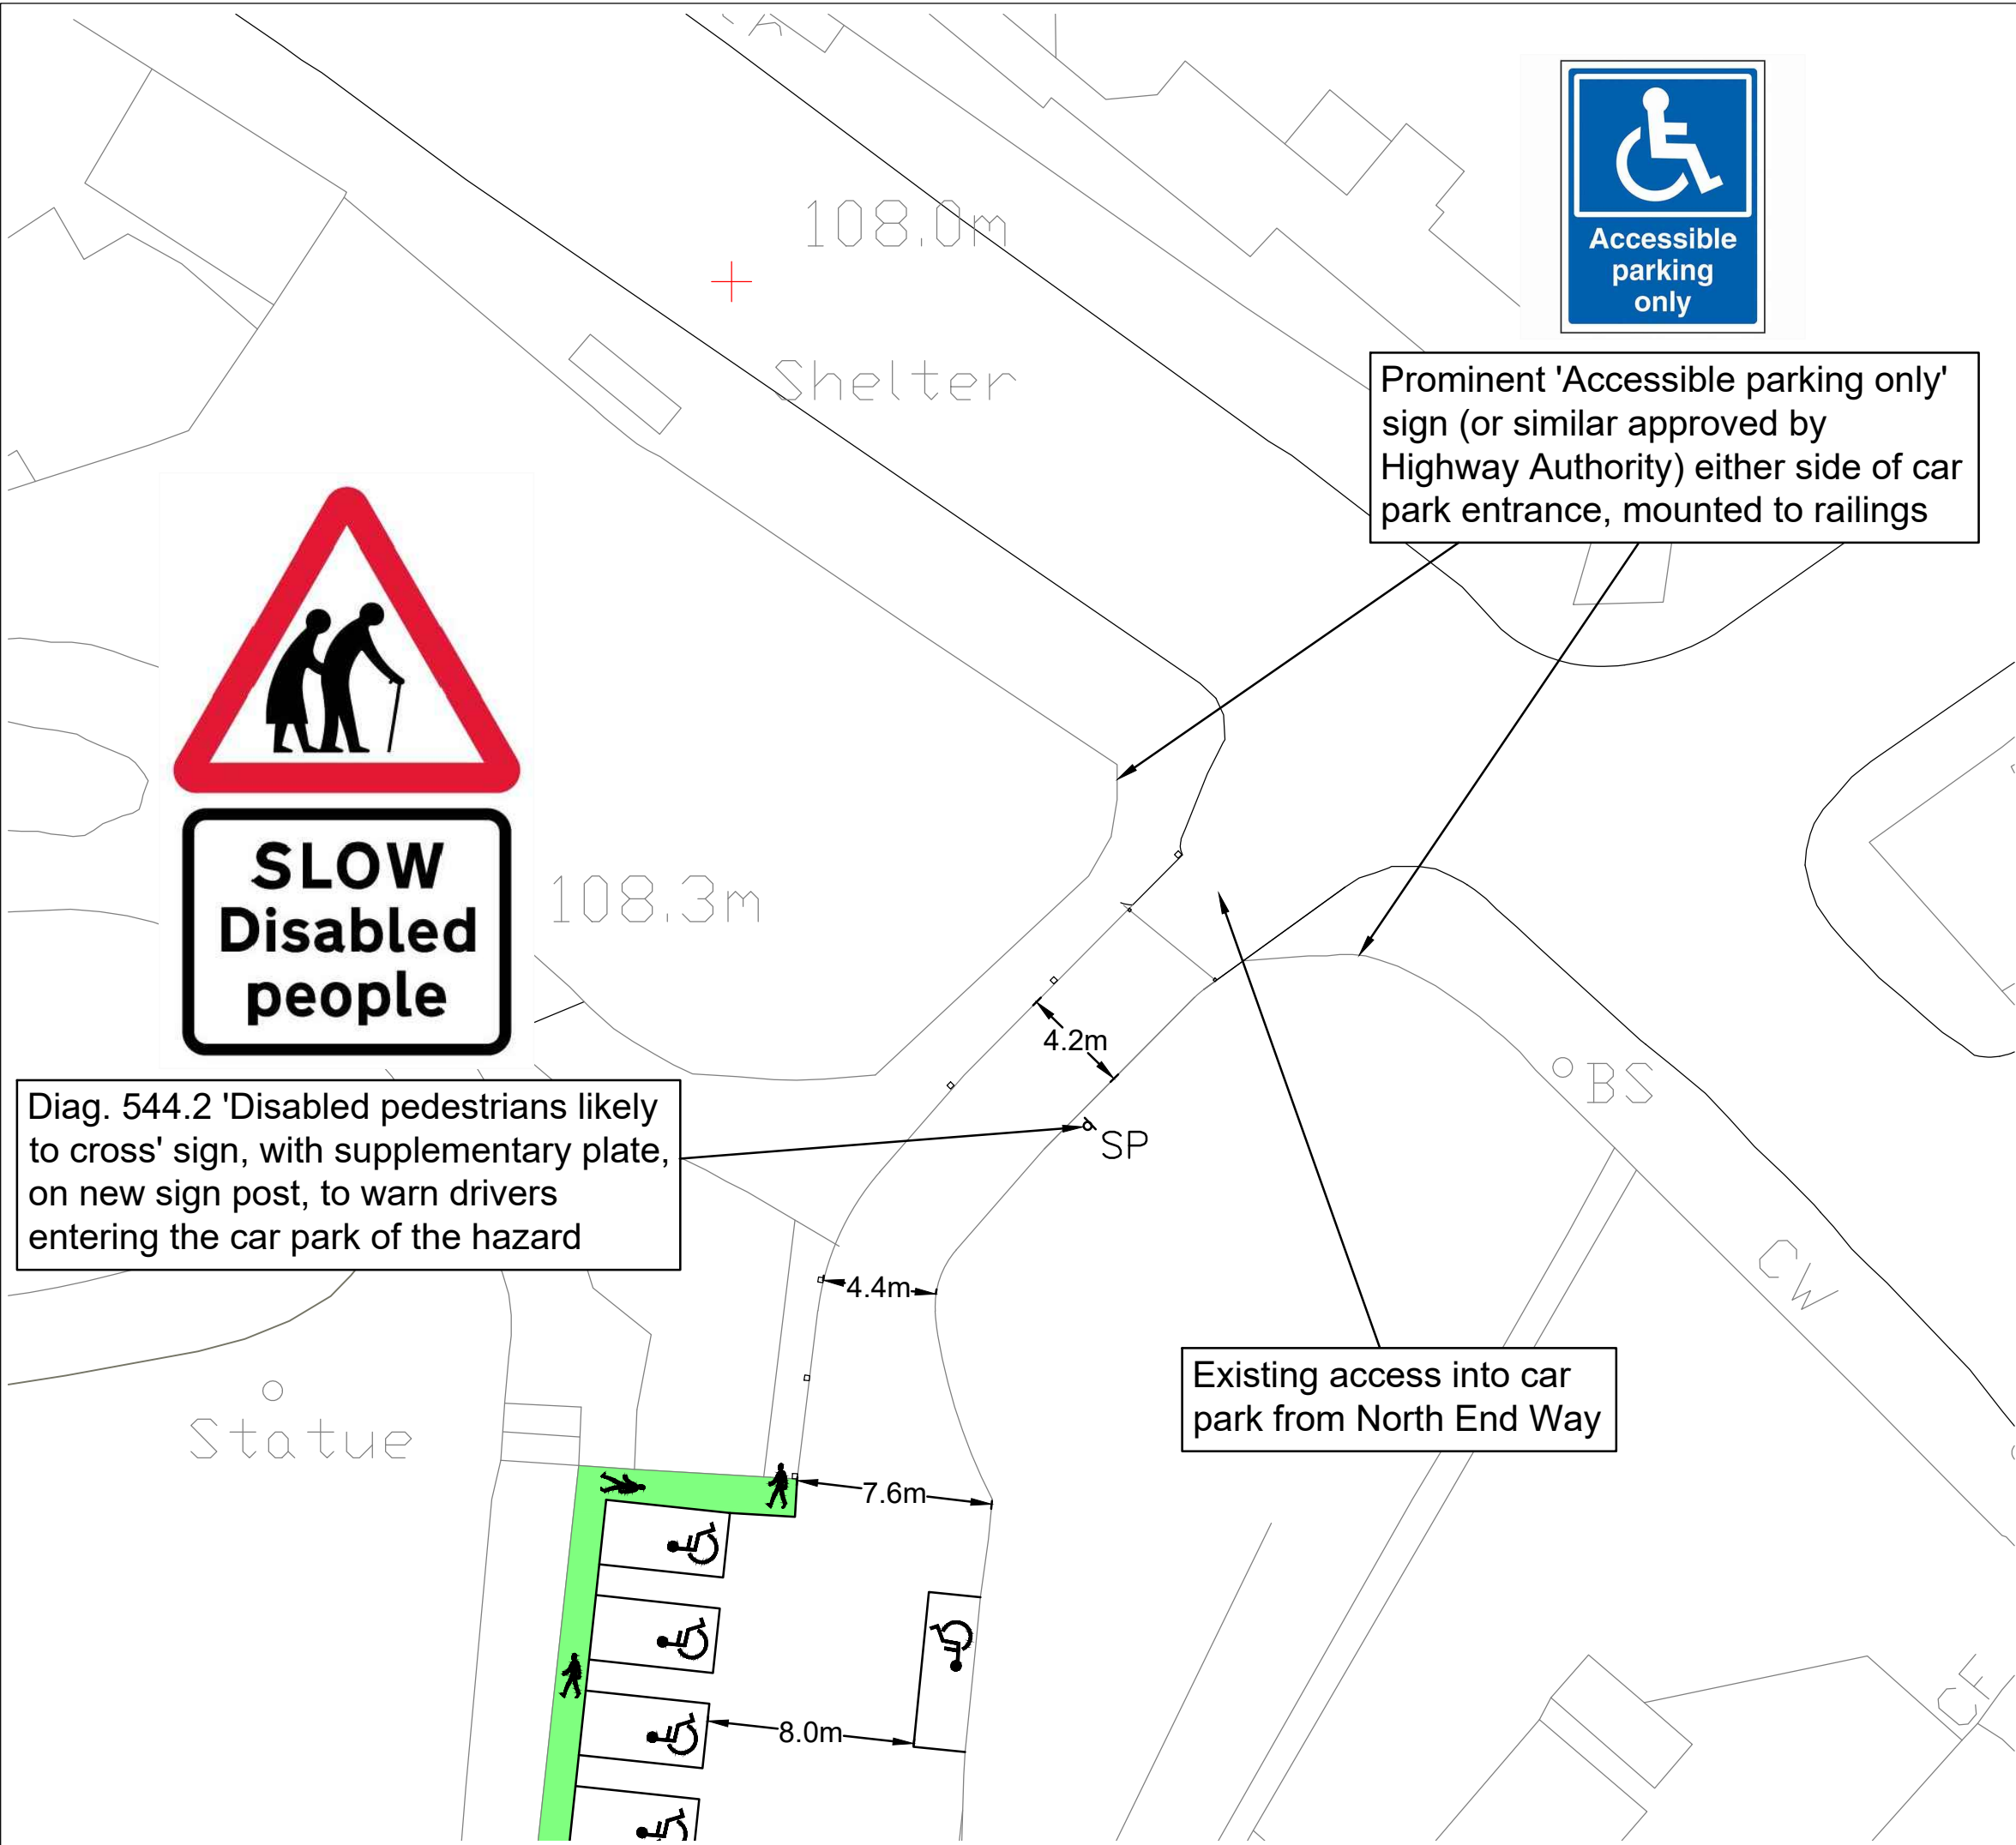 108.0m
Shelter
Accessible
parking
only
Prominent 'Accessible parking only'
sign (or similar approved by
Highway Authority) either side of car
park entrance, mounted to railings
SLOW
Disabled
people
108.3m
4.2m
BS
SP
Diag. 544.2 'Disabled pedestrians likely
to cross' sign, with supplementary plate,
on new sign post, to warn drivers
entering the car park of the hazard
CW
4.4m
Existing access into car
park from North End Way
Statue
7.6m
8.0m